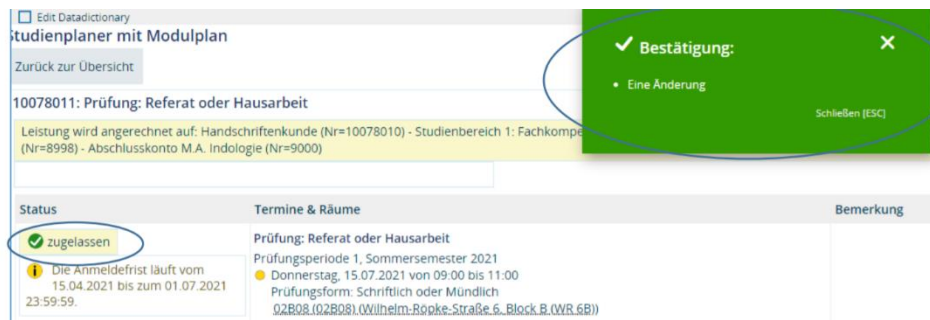 Edit Datadictionary
Studienplaner mit Modulplan
Zurück zur Übersicht
Bestätigung:
Eine Änderung
Schließen [ESC]
10078011: Prüfung: Referat oder Hausarbeit
Leistung wird angerechnet auf: Handschriftenkunde (Nr=10078010) - Studienbereich 1: Fachkompe
(Nr=8998) - Abschlusskonto M.A. Indologie (Nr=9000)
Status Termine & Räume Bemerkung
zugelassen
Die Anmeldefrist läuft vom
15.04.2021 bis zum 01.07.2021
23:59:59.
Prüfung: Referat oder Hausarbeit
Prüfungsperiode 1, Sommersemester 2021
Donnerstag, 15.07.2021 von 09:00 bis 11:00
Prüfungsform: Schriftlich oder Mündlich
02B08 (02B08) (Wilhelm-Röpke-Straße 6, Block B (WR 6B))